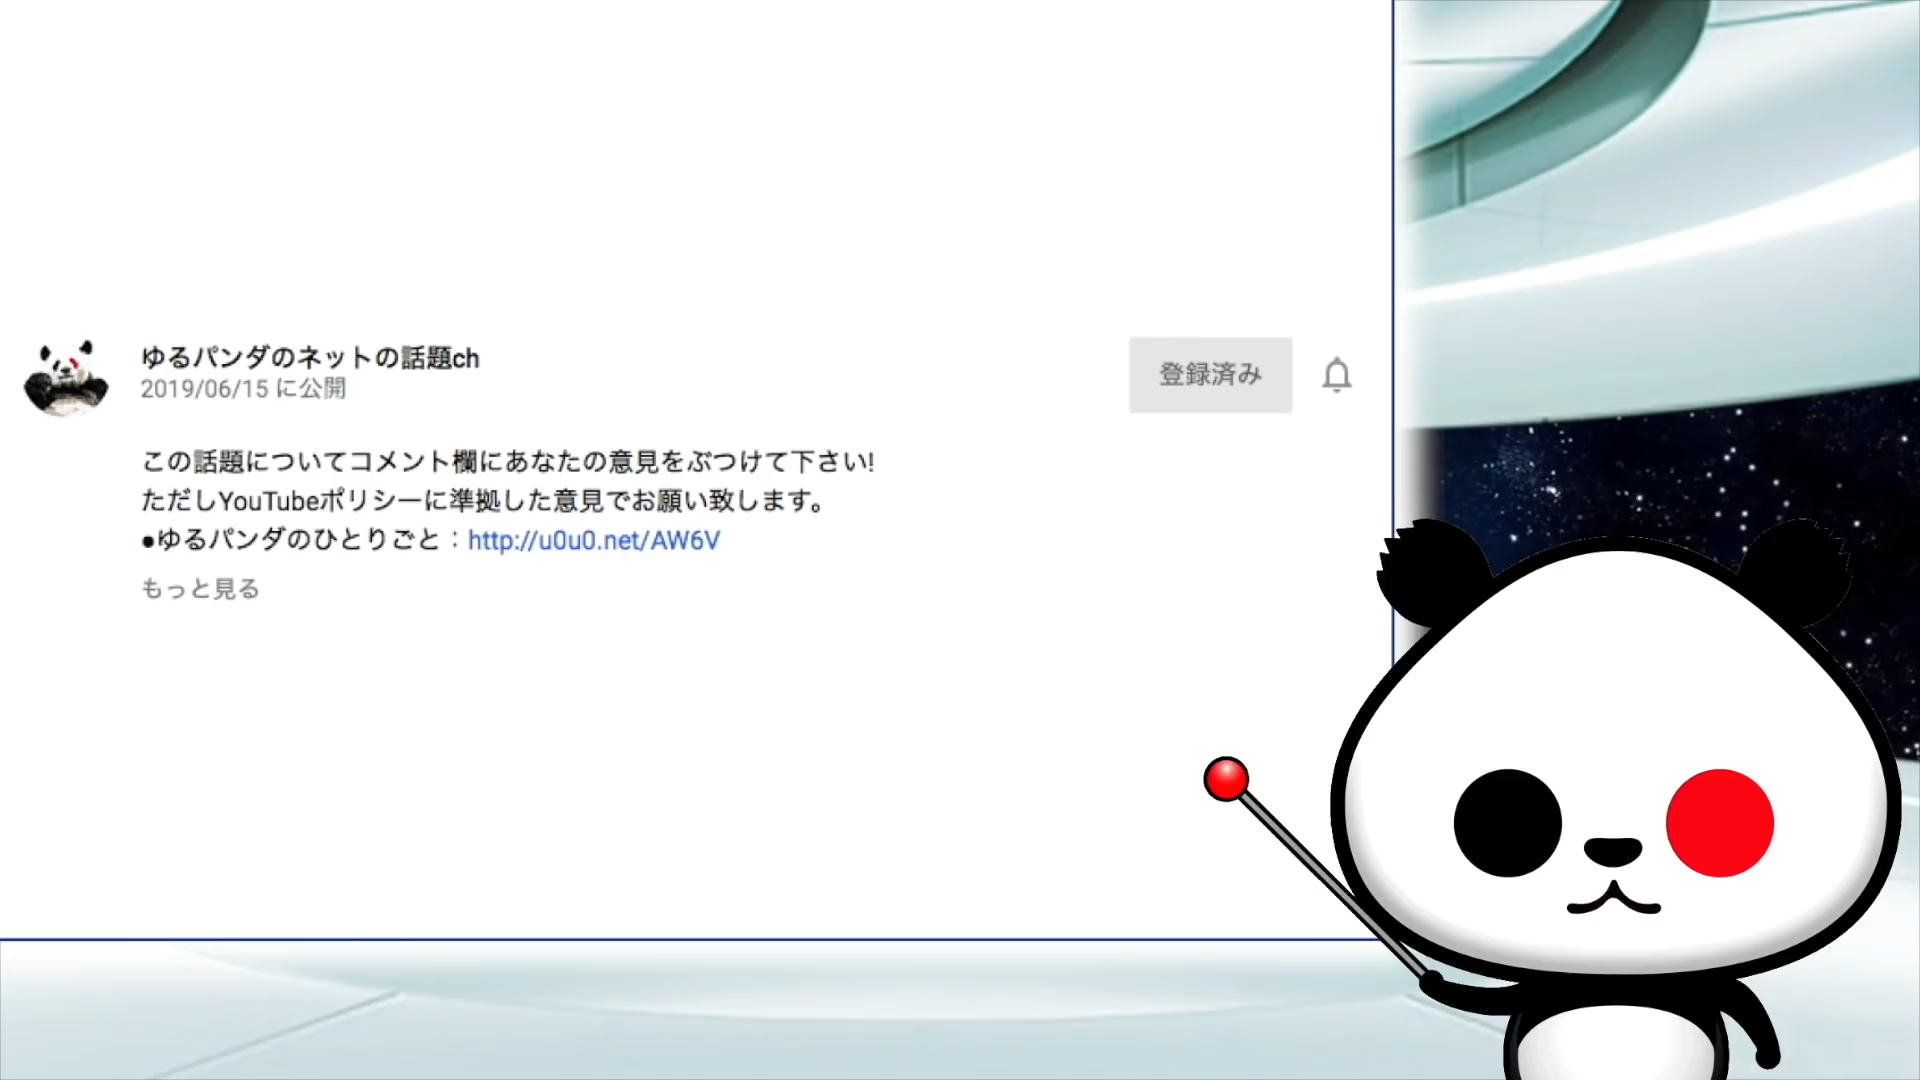 ゆるパンダのネットの話題ch
2019/06/15 に公開
登録済み
この話題についてコメント欄にあなたの意見をぶつけて下さい!
ただしYouTubeポリシーに準拠した意見でお願い致します。
●ゆるパンダのひとりごと：http://u0u0.net/AW6V
もっと見る